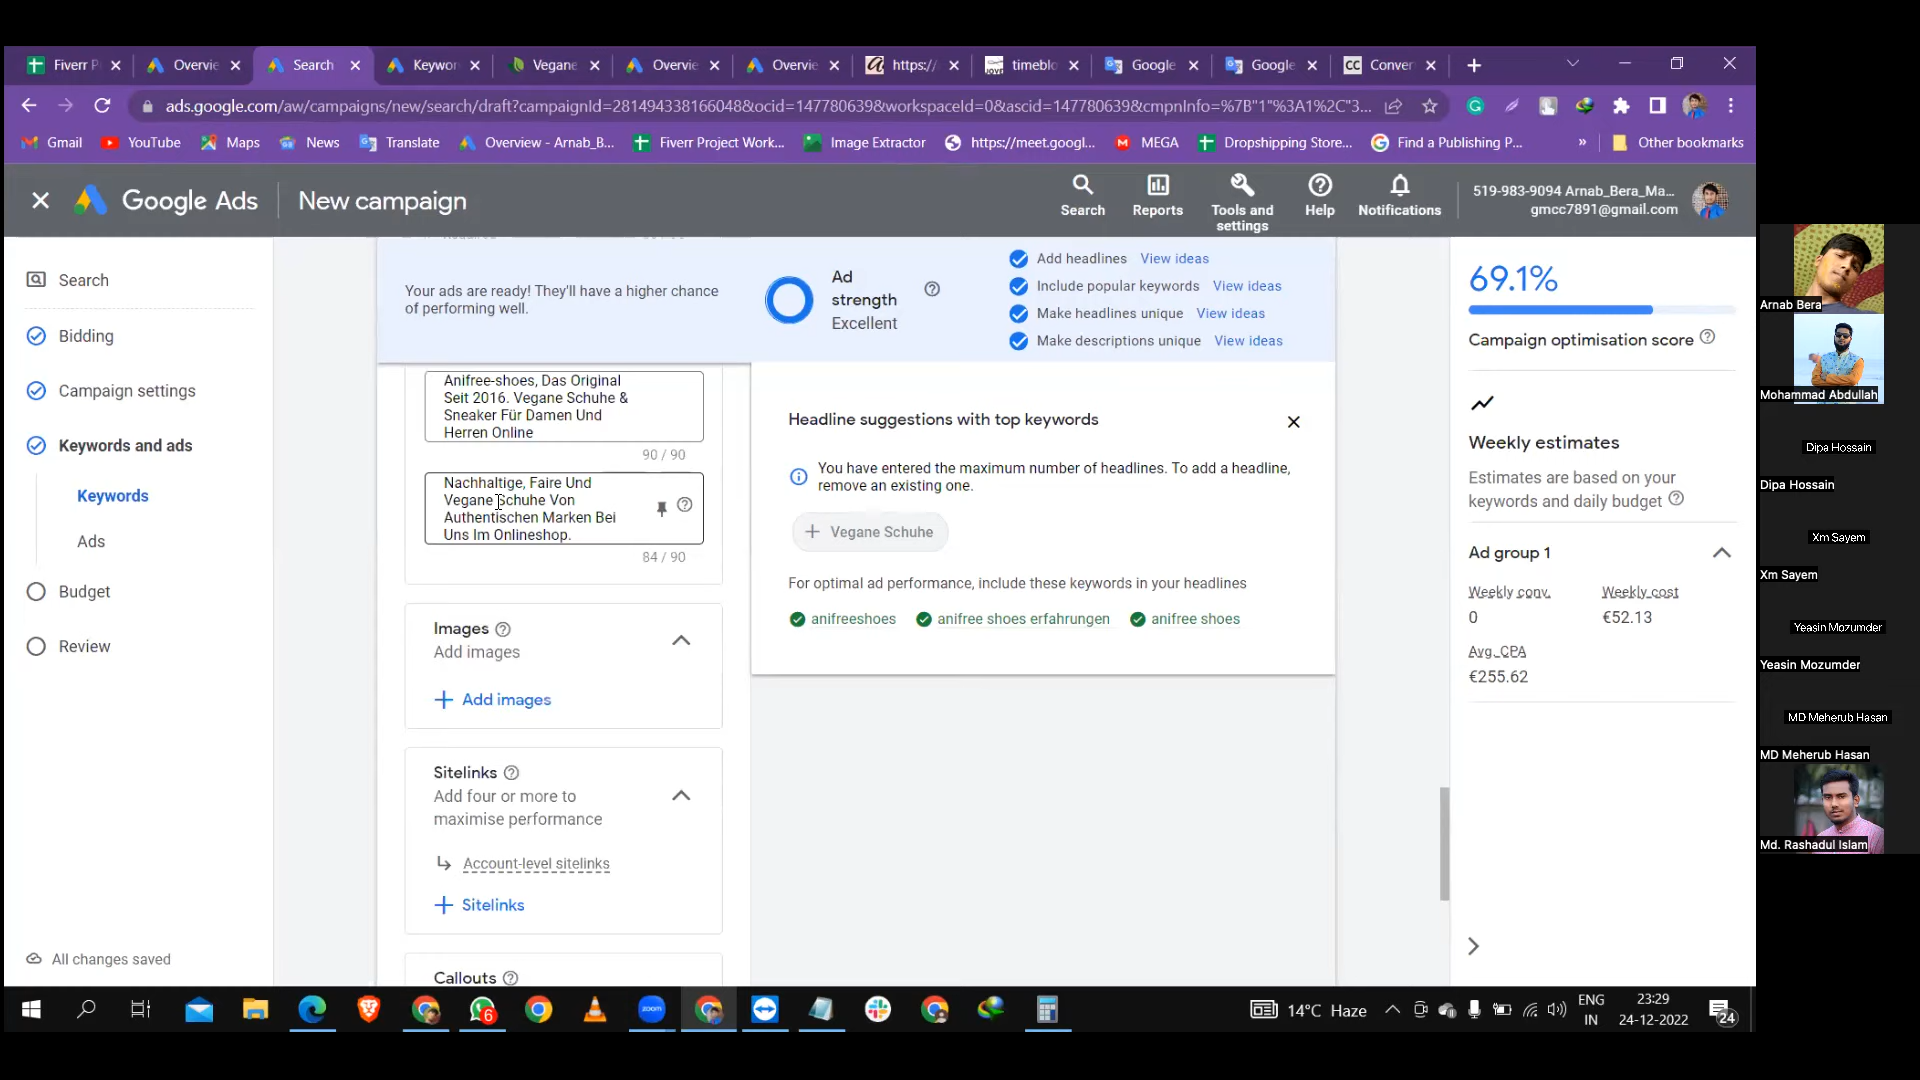 Fiverr P
Overvie
Search
Keywor
Vegane
Overvie
Overvie
https://
timeblo
Google
Google
Conver
ads.google.com/aw/campaigns/new/search/draft?campaignId=281494338166048&ocid=147780639&workspaceId=0&ascid=147780639&cmpnInfo=%7B"1"%3A1%2C"3...
Gmail
YouTube
Maps
News
Translate
Overview - Arnab_B...
Fiverr Project Work...
Image Extractor
https://meet.googl...
MEGA
Dropshipping Store...
Find a Publishing P...
Other bookmarks
Google Ads
New campaign
Search
Reports
Tools and
settings
Help
Notifications
519-983-9094 Arnab_Bera_Ma...
gmcc7891@gmail.com
Search
Bidding
Campaign settings
Keywords and ads
Keywords
Ads
Budget
Review
All changes saved
Your ads are ready! They'll have a higher chance
of performing well.
Ad
strength
Excellent
Add headlines View ideas
Include popular keywords View ideas
Make headlines unique View ideas
Make descriptions unique View ideas
Anifree-shoes, Das Original
Seit 2016. Vegane Schuhe &
Sneaker Für Damen Und
Herren Online
90 / 90
Nachhaltige, Faire Und
Vegane Schuhe Von
Authentischen Marken Bei
Uns Im Onlineshop.
84 / 90
Images
Add images
Add images
Sitelinks
Add four or more to
maximise performance
Account-level sitelinks
Sitelinks
Callouts
Headline suggestions with top keywords
You have entered the maximum number of headlines. To add a headline,
remove an existing one.
Vegane Schuhe
For optimal ad performance, include these keywords in your headlines
anifreeshoes
anifree shoes erfahrungen
anifree shoes
69.1%
Campaign optimisation score
Weekly estimates
Estimates are based on your
keywords and daily budget
Ad group 1
Weekly conv.
Weekly cost
0
€52.13
Avg. CPA
€255.62
Arnab Bera
Mohammad Abdullah
Dipa Hossain
Dipa Hossain
Xm Sayem
Xm Sayem
Yeasin Mozumder
Yeasin Mozumder
MD Meherub Hasan
MD Meherub Hasan
Md. Rashadul Islam
6
zoom
14°C Haze
ENG
IN
23:29
24-12-2022
24